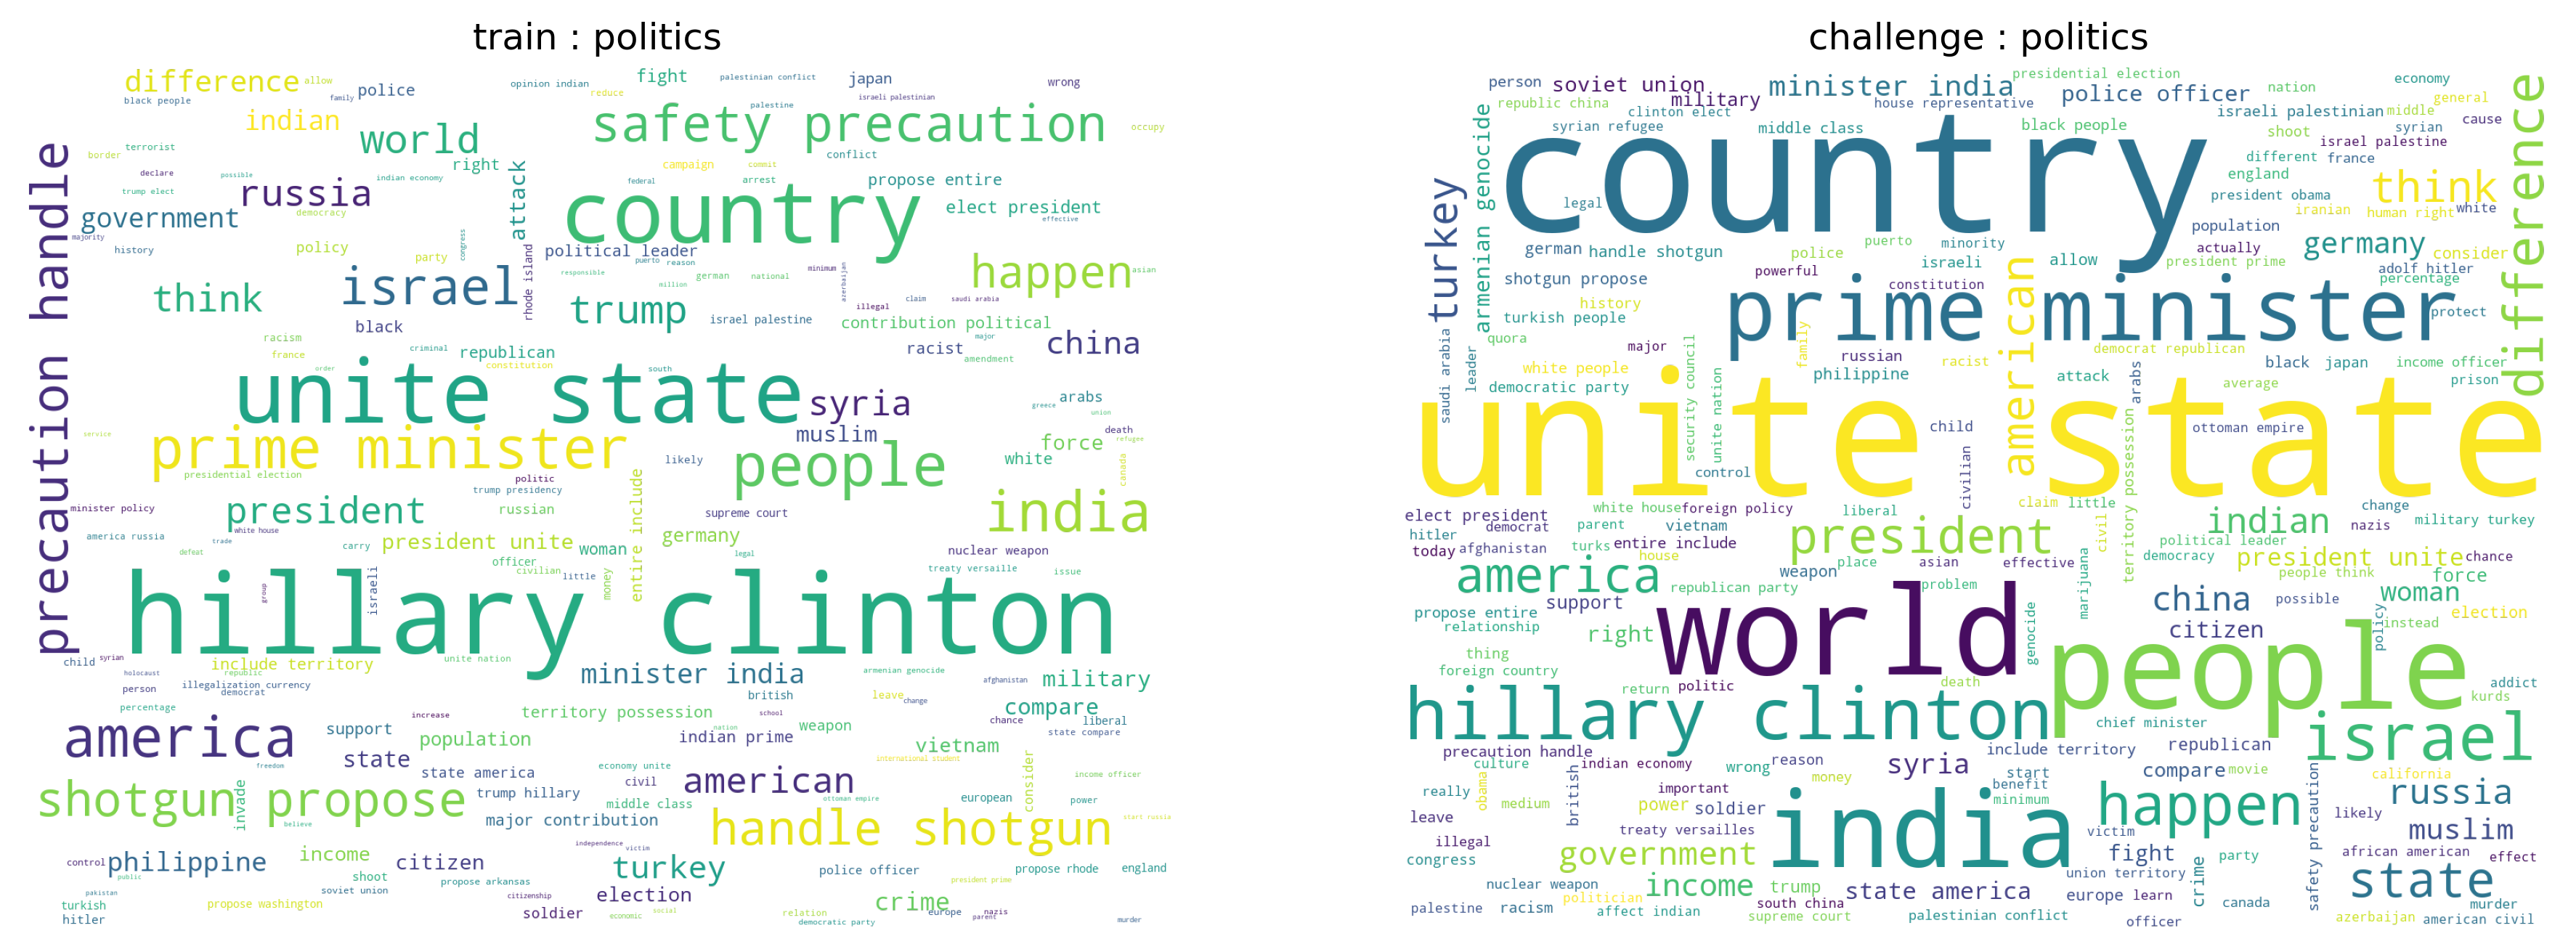 train : politics
difference
allow
family
black people
police
indian
world
opinion indian
fight
reduce
palestinian conflict
japan
israeli palestinian
palestine
wrong
safety precaution
occupy
precaution handle
terrorist
border
declare
possible
trump elect
russia
indian economy
right
attack
campaign
commit
conflict
federal
arrest
propose entire
country
elect president
effective
government
democracy
majority
history
policy
party
congress
rhode island
political leader
puerto
reason
responsible
german
national
minimum
azerbaijan
happen
asian
think
israel
trump
million
israel palestine
illegal
claim
saudi arabia
contribution political
black
racism
france
criminal
republican
constitution
racist
major
amendment
china
order
unite state
south
syria
arabs
greece
union
service
prime minister
muslim
people
force
death
refugee
white
canada
presidential election
likely
politic
trump presidency
entire include
india
minister policy
president
russian
supreme court
white house
america russia
trade
defeat
carry
president unite
woman
germany
legal
nuclear weapon
officer
civilian
little
money
treaty versaille
issue
group
israeli
hillary clinton
child
syrian
holocaust
include territory
republic
unite nation
minister india
armenian genocide
afghanistan
military
person
illegalization currency
democrat
british
leave
change
percentage
increase
territory possession
school
nation
weapon
compare
chance
liberal
america
support
state
population
indian prime
vietnam
state compare
freedom
state america
economy unite
civil
american
international student
consider
income officer
shotgun propose
invade
trump hillary
middle class
ottoman empire
european
power
believe
major contribution
handle shotgun
start russia
philippine
control
income
citizen
independence
victim
turkey
public
shoot
soviet union
propose arkansas
police officer
president prime
propose rhode
england
pakistan
turkish
hitler
propose washington
citizenship
election
soldier
economic
social
crime
relation
democratic party
europe
nazis
parent
murder
challenge : politics
person
soviet union
military
minister india
presidential election
house representative
police officer
nation
economy
general
republic china
clinton elect
israeli palestinian
middle
cause
syrian refugee
middle class
black people
shoot
syrian
israel palestine
difference
country
different
france
england
think
turkey
armenian genocide
legal
president obama
iranian
human right
white
population
german
handle shotgun
police
puerto
minority
actually
germany
consider
israeli
allow
president prime
adolf hitler
shotgun propose
powerful
constitution
american
percentage
history
turkish people
prime minister
protect
quora
saudi arabia
leader
major
family
russian
racist
democrat republican
black
japan
income officer
white people
philippine
democratic party
attack
average
arabs
prison
unite state
security council
unite nation
child
ottoman empire
control
civilian
territory possession
claim
little
change
elect president
white house
foreign policy
liberal
indian
nazis
military turkey
democrat
parent
vietnam
hitler
today
afghanistan
turks
entire include
house
president
civil
political leader
democracy
president unite
chance
america
republican party
weapon
place
asian
effective
people think
force
problem
marijuana
woman
propose entire
support
china
possible
election
relationship
right
world
genocide
citizen
policy
instead
thing
foreign country
people
return
politic
death
addict
kurds
hillary clinton
chief minister
israel
precaution handle
culture
indian economy
wrong
reason
syria
include territory
republican
compare
movie
california
start
benefit
minimum
really
obama
medium
british
money
important
power
soldier
india
happen
safety precaution
russia
likely
muslim
leave
illegal
treaty versailles
victim
congress
government
fight
crime
party
african american
effect
nuclear weapon
income
trump
state america
union territory
europe
learn
state
politician
palestine
racism
affect indian
south china
supreme court
palestinian conflict
officer
canada
murder
azerbaijan
american civil